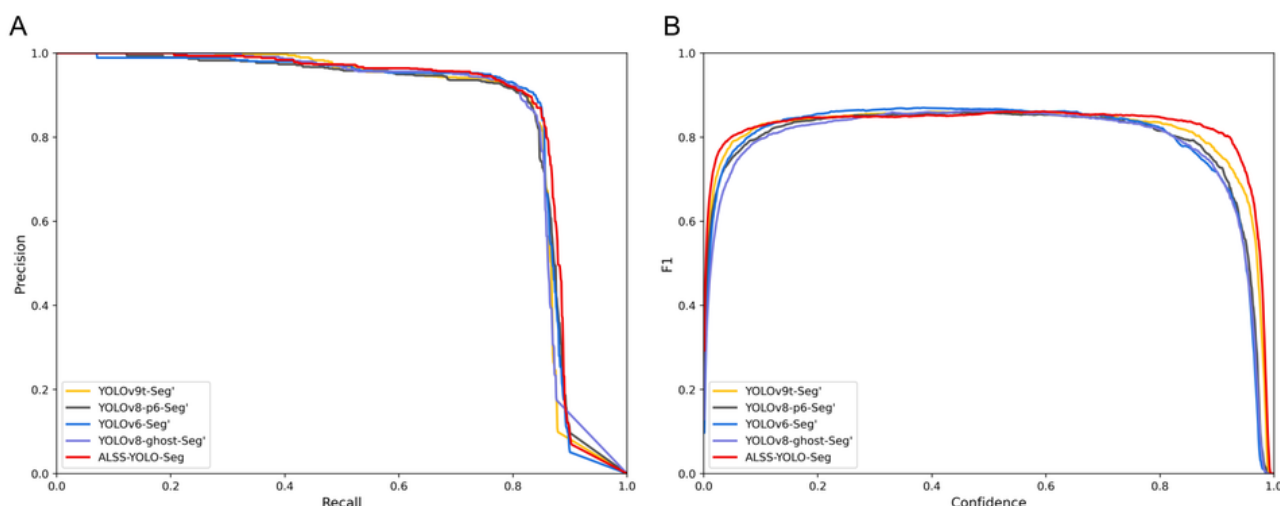 A
1.0
0.8
0.6
0.4
0.2
0.0
Precision
YOLOv9t-Seg'
YOLOv8-p6-Seg'
YOLOv6-Seg'
YOLOv8-ghost-Seg'
ALSS-YOLO-Seg
0.0 0.2 0.4 0.6 0.8 1.0
Recall
B
1.0
0.8
0.6
0.4
0.2
0.0
F1
YOLOv9t-Seg'
YOLOv8-p6-Seg'
YOLOv6-Seg'
YOLOv8-ghost-Seg'
ALSS-YOLO-Seg
0.0 0.2 0.4 0.6 0.8 1.0
Confidence